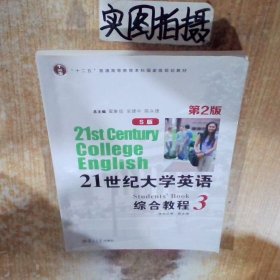 实图拍摄
"十二五"普通高等教育本科国家级规划教材
S版
第2版
21st Century
College
English
21世纪大学英语
Students' Book
综合教程 3